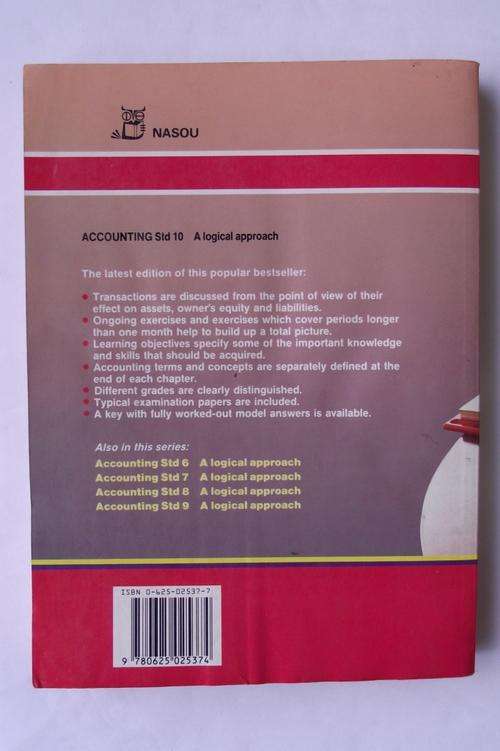 NASOU
ACCOUNTING Std 10 A logical approach
The latest edition of this popular bestseller:
• Transactions are discussed from the point of view of their
effect on assets, owner's equity and liabilities.
• Ongoing exercises and exercises which cover periods longer
than one month help to build up a total picture.
• Learning objectives specify some of the important knowledge
and skills that should be acquired.
• Accounting terms and concepts are separately defined at the
end of each chapter.
• Different grades are clearly distinguished.
• Typical examination papers are included.
• A key with fully worked-out model answers is available.
Also in this series:
Accounting Std 6 A logical approach
Accounting Std 7 A logical approach
Accounting Std 8 A logical approach
Accounting Std 9 A logical approach
ISBN 0-625-02537-7
9 780625 025374